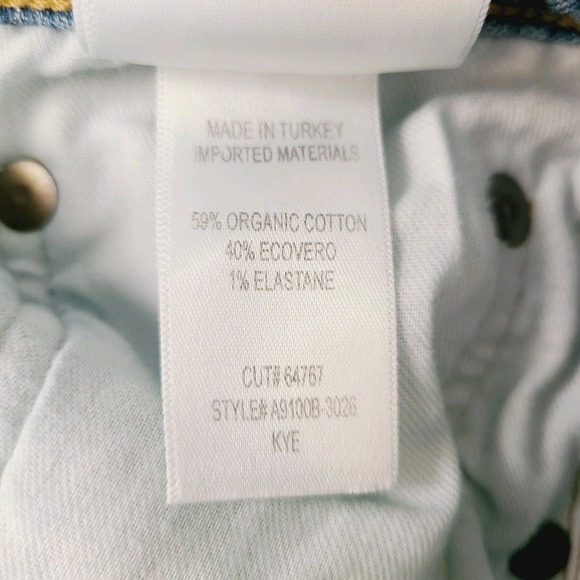 MADE IN TURKEY
IMPORTED MATERIALS
59% ORGANIC COTTON
40% ECOVERO
1% ELASTANE
CUT# 64767
STYLE# A9100B-3026
KYE